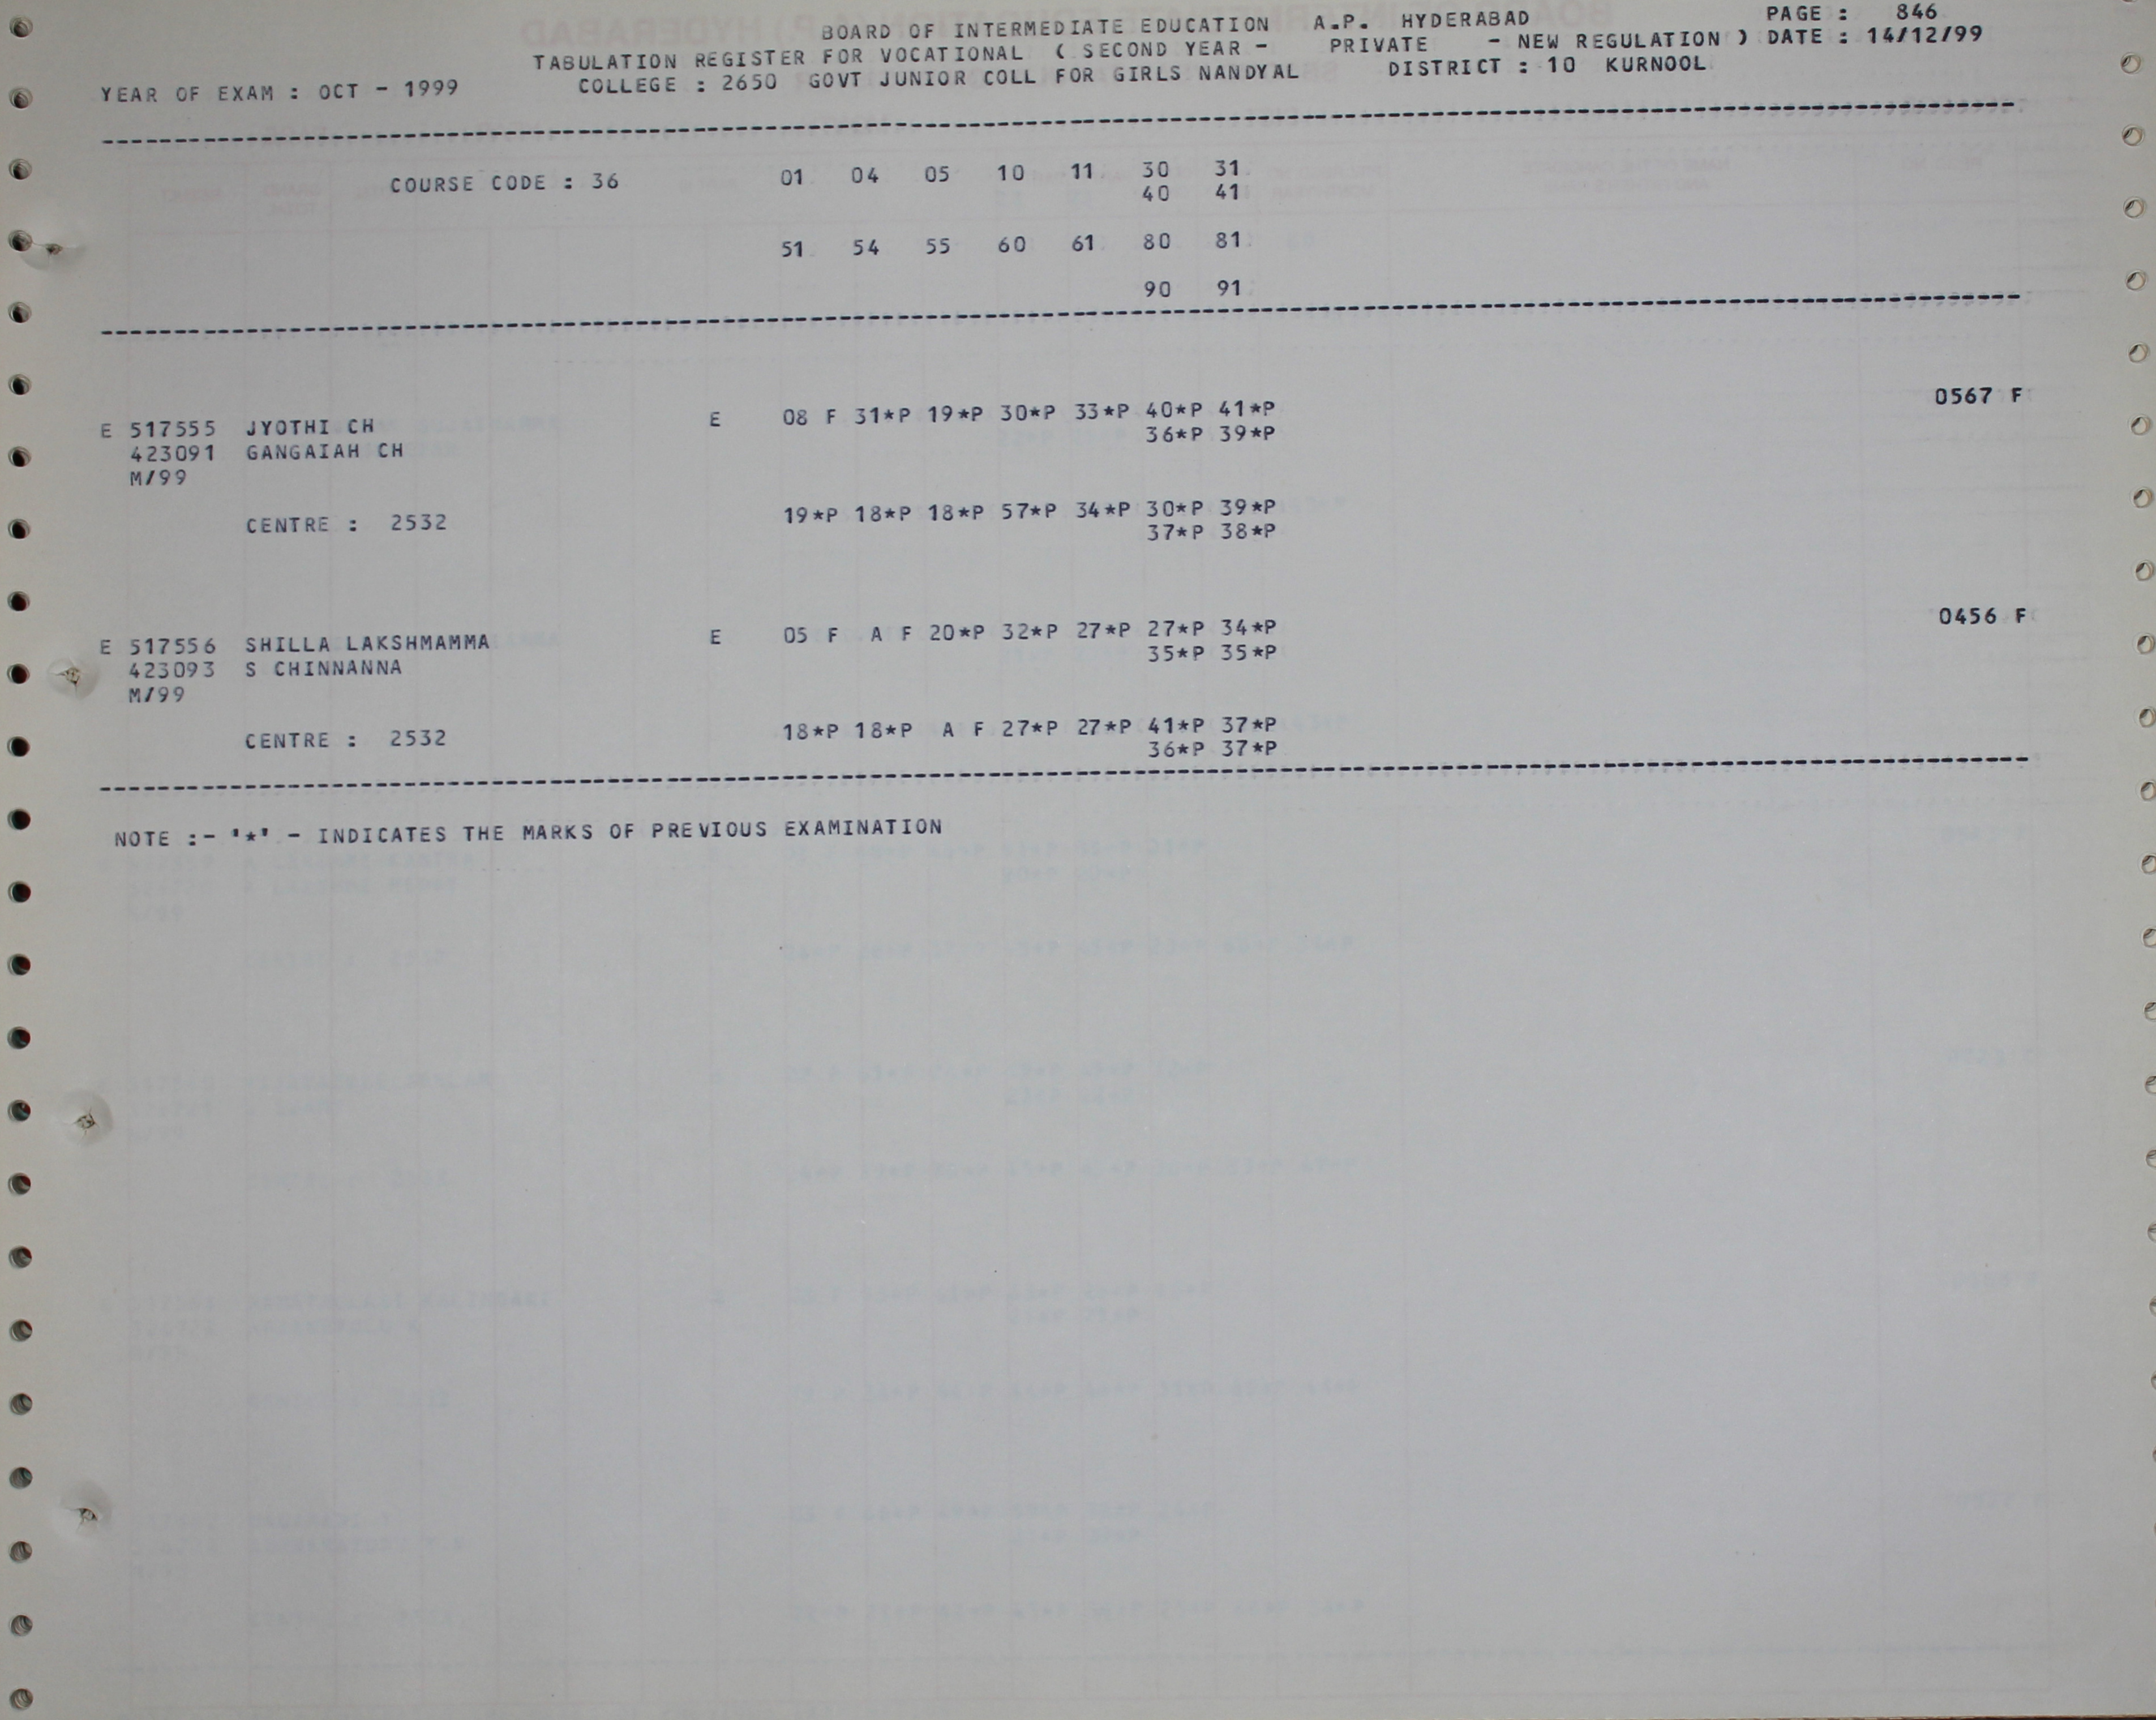 BOARD OF INTERMEDIATE EDUCATION A.P. HYDERABAD PAGE : 846
TABULATION REGISTER FOR VOCATIONAL ( SECOND YEAR - PRIVATE - NEW REGULATION ) DATE : 14/12/99
YEAR OF EXAM : OCT - 1999 COLLEGE : 2650 GOVT JUNIOR COLL FOR GIRLS NANDYAL DISTRICT : 10 KURNOOL
COURSE CODE : 36 01 04 05 10 11 30 31
40 41
51 54 55 60 61 80 81
90 91
E 517555 JYOTHI CH E 08 F 31*P 19*P 30*P 33*P 40*P 41*P 0567 F
423091 GANGAIAH CH 36*P 39*P
M/99
CENTRE : 2532 19*P 18*P 18*P 57*P 34*P 30*P 39*P
37*P 38*P
E 517556 SHILLA LAKSHMAMMA E 05 F A F 20*P 32*P 27*P 27*P 34*P 0456 F
423093 S CHINNANNA 35*P 35*P
M/99
CENTRE : 2532 18*P 18*P A F 27*P 27*P 41*P 37*P
36*P 37*P
NOTE :- '*' - INDICATES THE MARKS OF PREVIOUS EXAMINATION